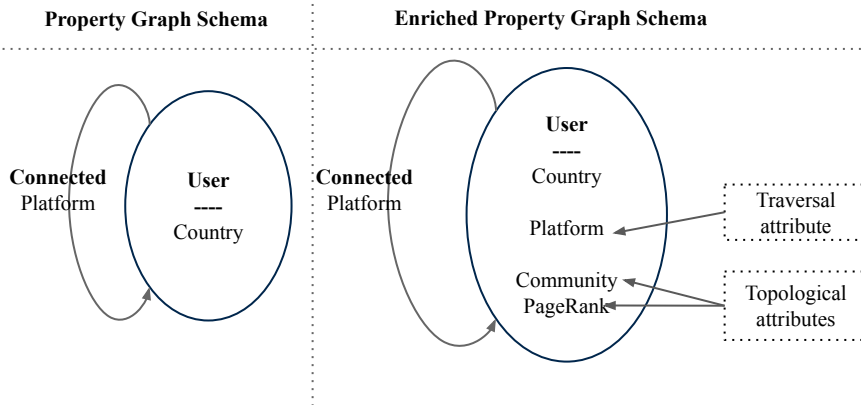 Property Graph Schema
Enriched Property Graph Schema
Connected
Platform
User
----
Country
Connected
Platform
User
----
Country
Platform
Community
PageRank
Traversal
attribute
Topological
attributes